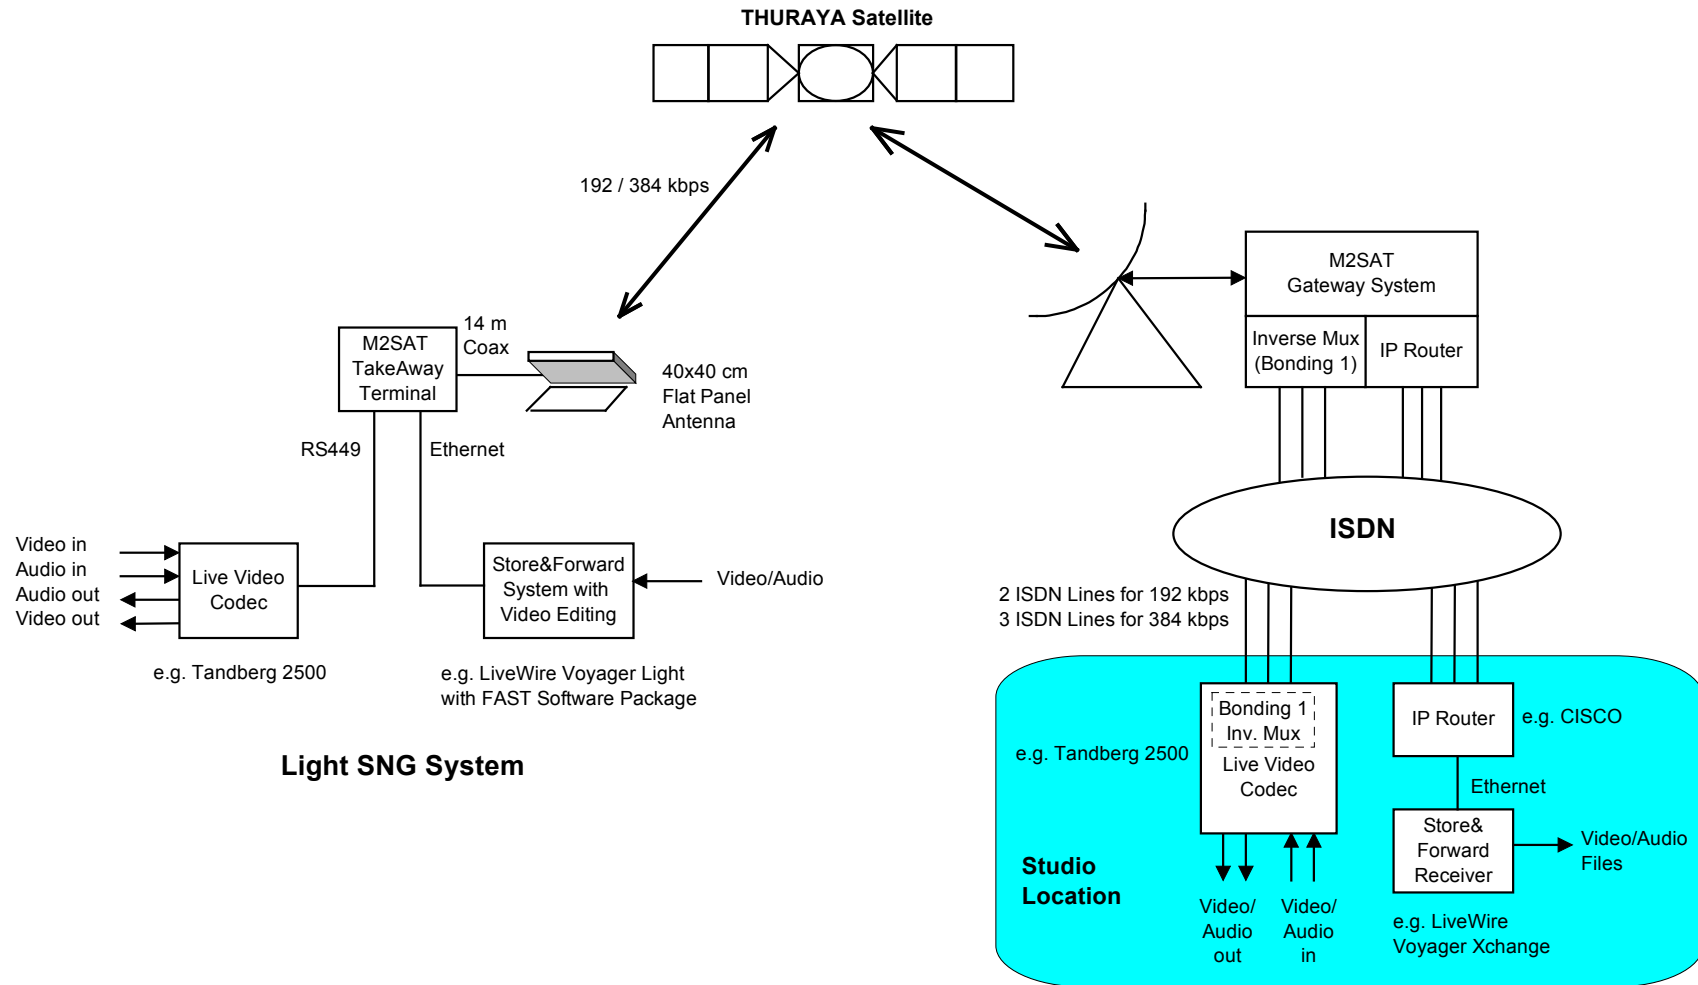 THURAYA Satellite
192 / 384 kbps
M2SAT
Gateway System
Inverse Mux
(Bonding 1)
IP Router
14 m
Coax
M2SAT
TakeAway
Terminal
40x40 cm
Flat Panel
Antenna
RS449
Ethernet
ISDN
Video in
Audio in
Audio out
Video out
Live Video
Codec
Store&Forward
System with
Video Editing
Video/Audio
e.g. Tandberg 2500
e.g. LiveWire Voyager Light
with FAST Software Package
Light SNG System
2 ISDN Lines for 192 kbps
3 ISDN Lines for 384 kbps
Bonding 1
Inv. Mux
Live Video
Codec
e.g. Tandberg 2500
IP Router
e.g. CISCO
Ethernet
Store&
Forward
Receiver
Video/Audio
Files
Studio
Location
Video/
Audio
out
Video/
Audio
in
e.g. LiveWire
Voyager Xchange